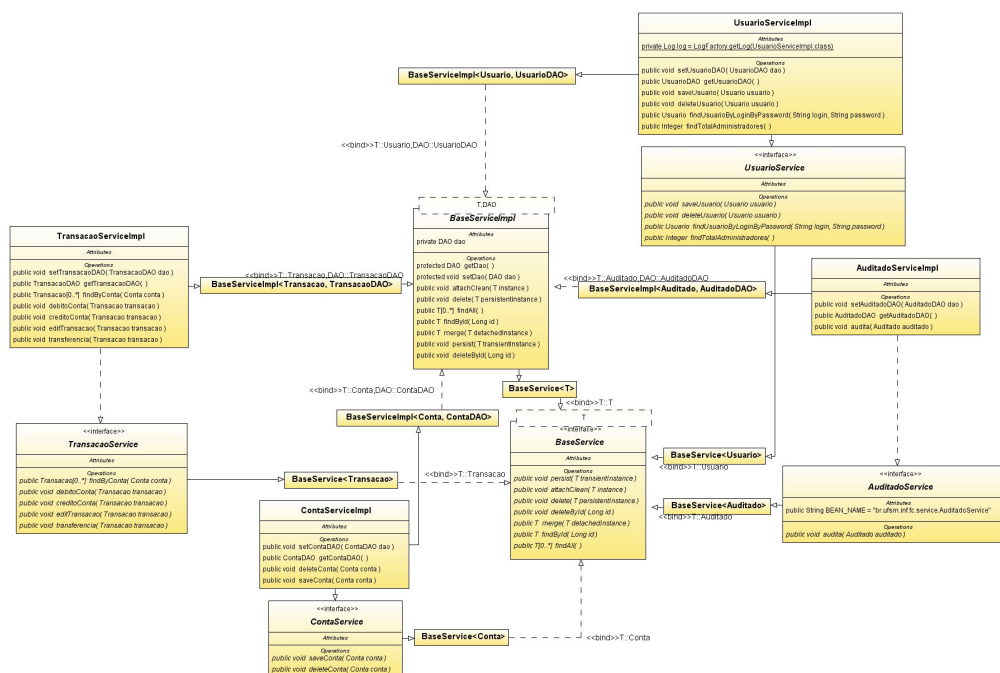 UsuarioServiceImpl
Attributes
private Log log = LogFactory.getLog(UsuarioServiceImpl.class)
Operations
public void setUsuarioDAO( UsuarioDAO dao )
public UsuarioDAO getUsuarioDAO( )
public void saveUsuario( Usuario usuario )
public void deleteUsuario( Usuario usuario )
public Usuario findUsuarioByLoginByPassword( String login, String password )
public Integer findTotalAdministradores( )
BaseServiceImpl<Usuario, UsuarioDAO>
<<bind>>T::Usuario,DAO::UsuarioDAO
<<interface>>
UsuarioService
Attributes
Operations
public void saveUsuario( Usuario usuario )
public void deleteUsuario( Usuario usuario )
public Usuario findUsuarioByLoginByPassword( String login, String password )
public Integer findTotalAdministradores( )
T,DAO
BaseServiceImpl
Attributes
private DAO dao
Operations
protected DAO getDao( )
protected void setDao( DAO dao )
public void attachClean( T instance )
public void delete( T persistentInstance )
public T[0..*] findAll( )
public T findById( Long id )
public T merge( T detachedInstance )
public void persist( T transientInstance )
public void deleteById( Long id )
TransacaoServiceImpl
Attributes
Operations
public void setTransacaoDAO( TransacaoDAO dao )
public TransacaoDAO getTransacaoDAO( )
public Transacao[0..*] findByConta( Conta conta )
public void debitoConta( Transacao transacao )
public void creditoConta( Transacao transacao )
public void editTransacao( Transacao transacao )
public void transferencia( Transacao transacao )
<<bind>>T::Transacao,DAO::TransacaoDAO
BaseServiceImpl<Transacao, TransacaoDAO>
<<bind>>T::Auditado,DAO::AuditadoDAO
BaseServiceImpl<Auditado, AuditadoDAO>
AuditadoServiceImpl
Attributes
Operations
public void setAuditadoDAO( AuditadoDAO dao )
public AuditadoDAO getAuditadoDAO( )
public void audita( Auditado auditado )
<<bind>>T::Conta,DAO::ContaDAO
BaseServiceImpl<Conta, ContaDAO>
BaseService<T>
<<bind>>T::T
<<interface>>
TransacaoService
Attributes
Operations
public Transacao[0..*] findByConta( Conta conta )
public void debitoConta( Transacao transacao )
public void creditoConta( Transacao transacao )
public void editTransacao( Transacao transacao )
public void transferencia( Transacao transacao )
BaseService<Transacao>
<<bind>>T::Transacao
T
<<interface>>
BaseService
Attributes
Operations
public void persist( T transientInstance )
public void attachClean( T instance )
public void delete( T persistentInstance )
public void deleteById( Long id )
public T merge( T detachedInstance )
public T findById( Long id )
public T[0..*] findAll( )
BaseService<Usuario>
<<bind>>T::Usuario
BaseService<Auditado>
<<bind>>T::Auditado
<<interface>>
AuditadoService
Attributes
public String BEAN_NAME = "br.ufsm.inf.fc.service.AuditadoService"
Operations
public void audita( Auditado auditado )
ContaServiceImpl
Attributes
Operations
public void setContaDAO( ContaDAO dao )
public ContaDAO getContaDAO( )
public void deleteConta( Conta conta )
public void saveConta( Conta conta )
<<interface>>
ContaService
Attributes
Operations
public void saveConta( Conta conta )
public void deleteConta( Conta conta )
BaseService<Conta>
<<bind>>T::Conta